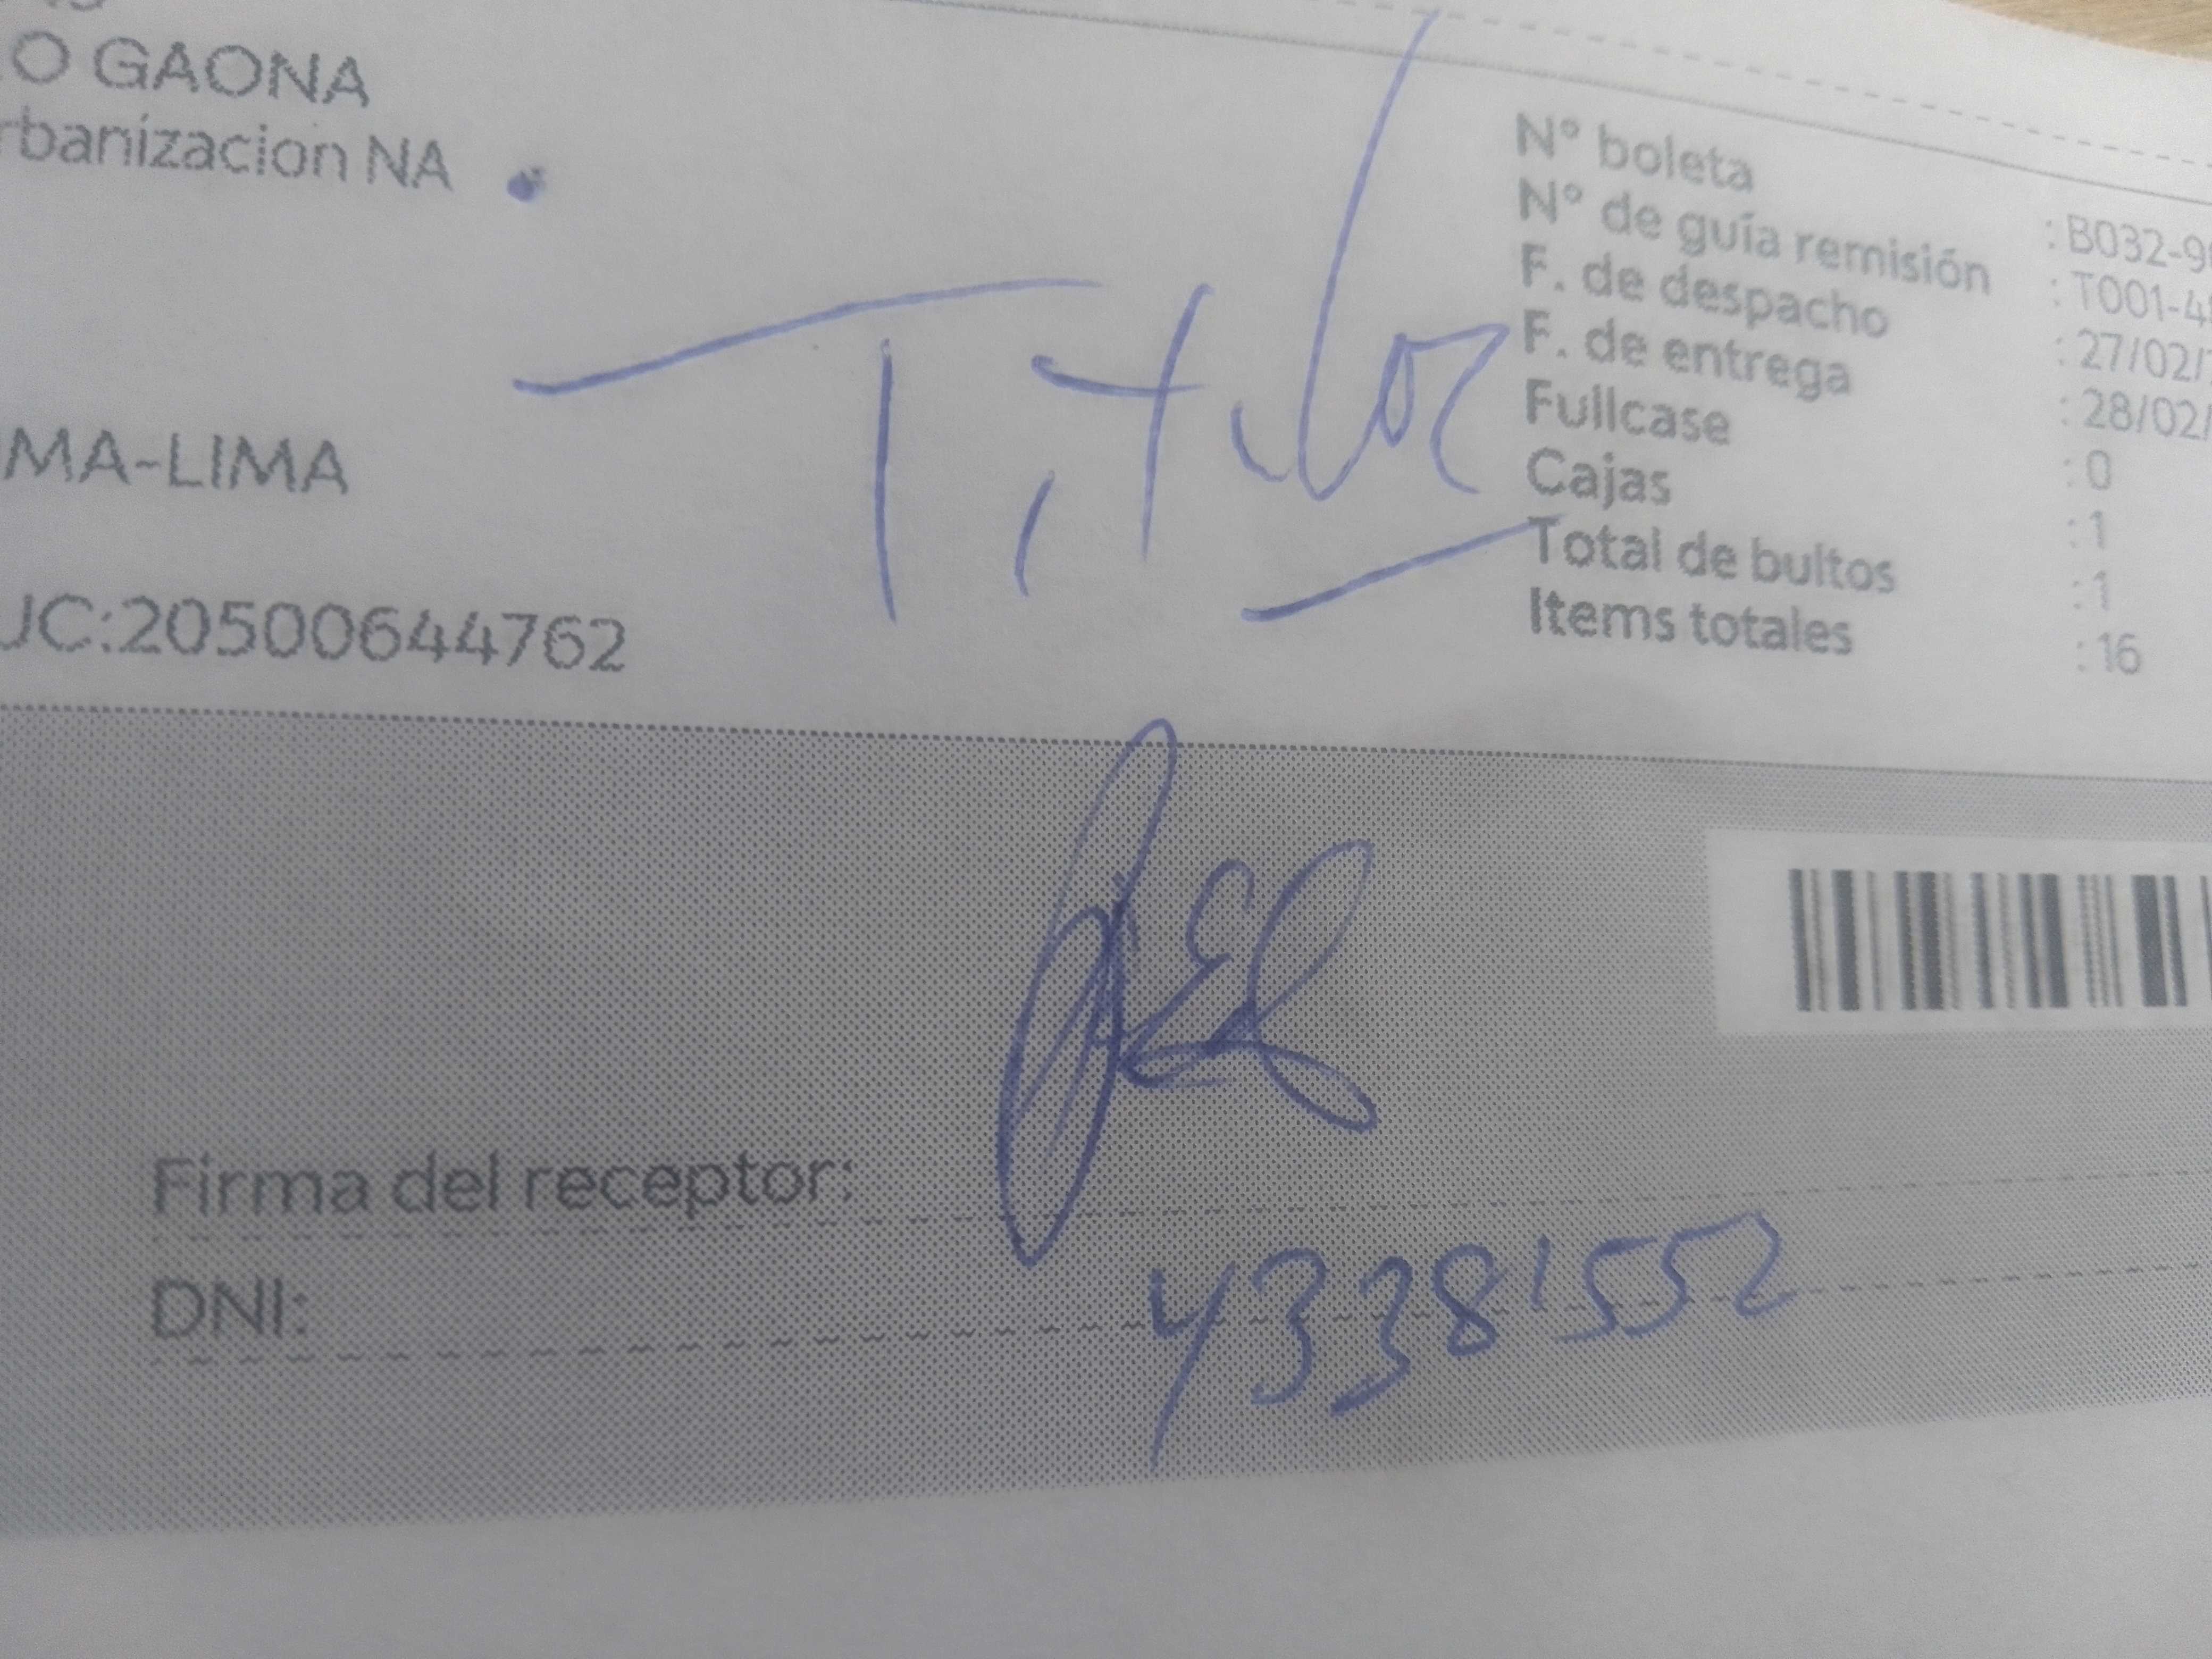 O GAONA
rbanizacion NA
MA-LIMA
UC:20500644762
Titular
N° boleta : B032-9
N° de guía remisión : T001-4
F. de despacho : 27/02/
F. de entrega : 28/02/
Fullcase : 0
Cajas : 1
Total de bultos : 1
Items totales : 16
Firma del receptor:
DNI: 43381552